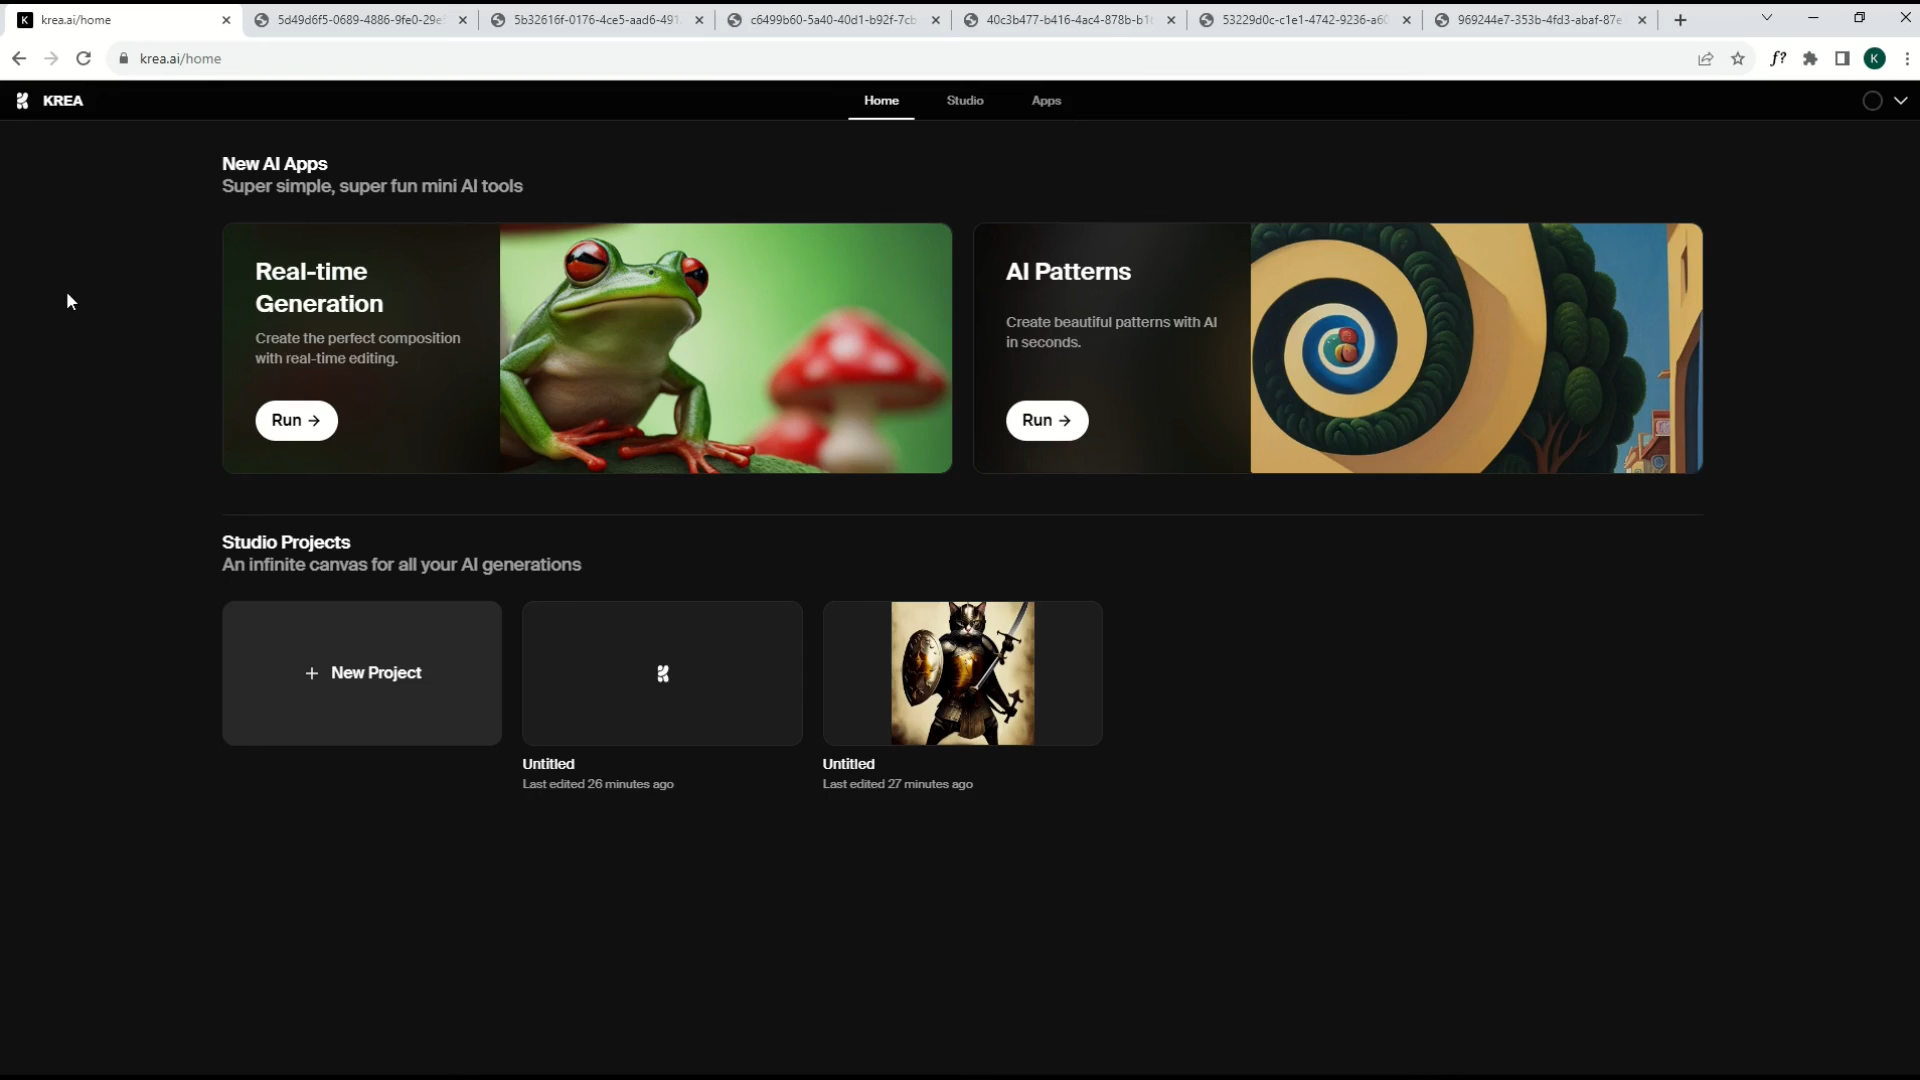 krea.ai/home
5d49d6f5-0689-4886-9fe0-29e
5b32616f-0176-4ce5-aad6-491
c6499b60-5a40-40d1-b92f-7cb
40c3b477-b416-4ac4-878b-b1
53229d0c-c1e1-4742-9236-a60
969244e7-353b-4fd3-abaf-87e
krea.ai/home
f?
K
KREA
Home
Studio
Apps
New AI Apps
Super simple, super fun mini AI tools
Real-time
Generation
Create the perfect composition
with real-time editing.
Run →
AI Patterns
Create beautiful patterns with AI
in seconds.
Run →
Studio Projects
An infinite canvas for all your AI generations
+ New Project
Untitled
Last edited 26 minutes ago
Untitled
Last edited 27 minutes ago